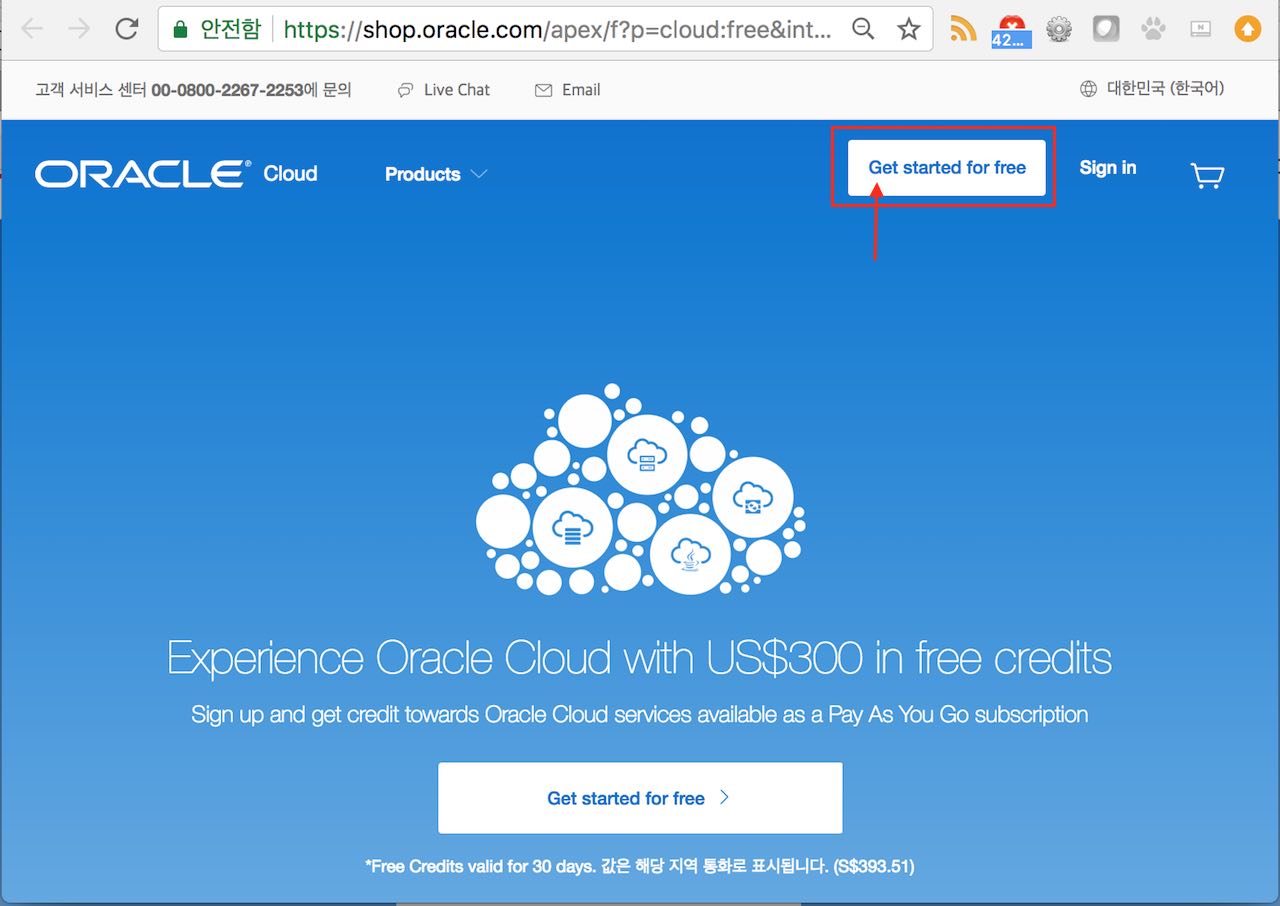 안전함 https://shop.oracle.com/apex/f?p=cloud:free&int...
42...
N
고객 서비스 센터 00-0800-2267-2253에 문의 Live Chat Email 대한민국 (한국어)
ORACLE® Cloud Products Get started for free Sign in
Experience Oracle Cloud with US$300 in free credits
Sign up and get credit towards Oracle Cloud services available as a Pay As You Go subscription
Get started for free
*Free Credits valid for 30 days. 값은 해당 지역 통화로 표시됩니다. (S$393.51)